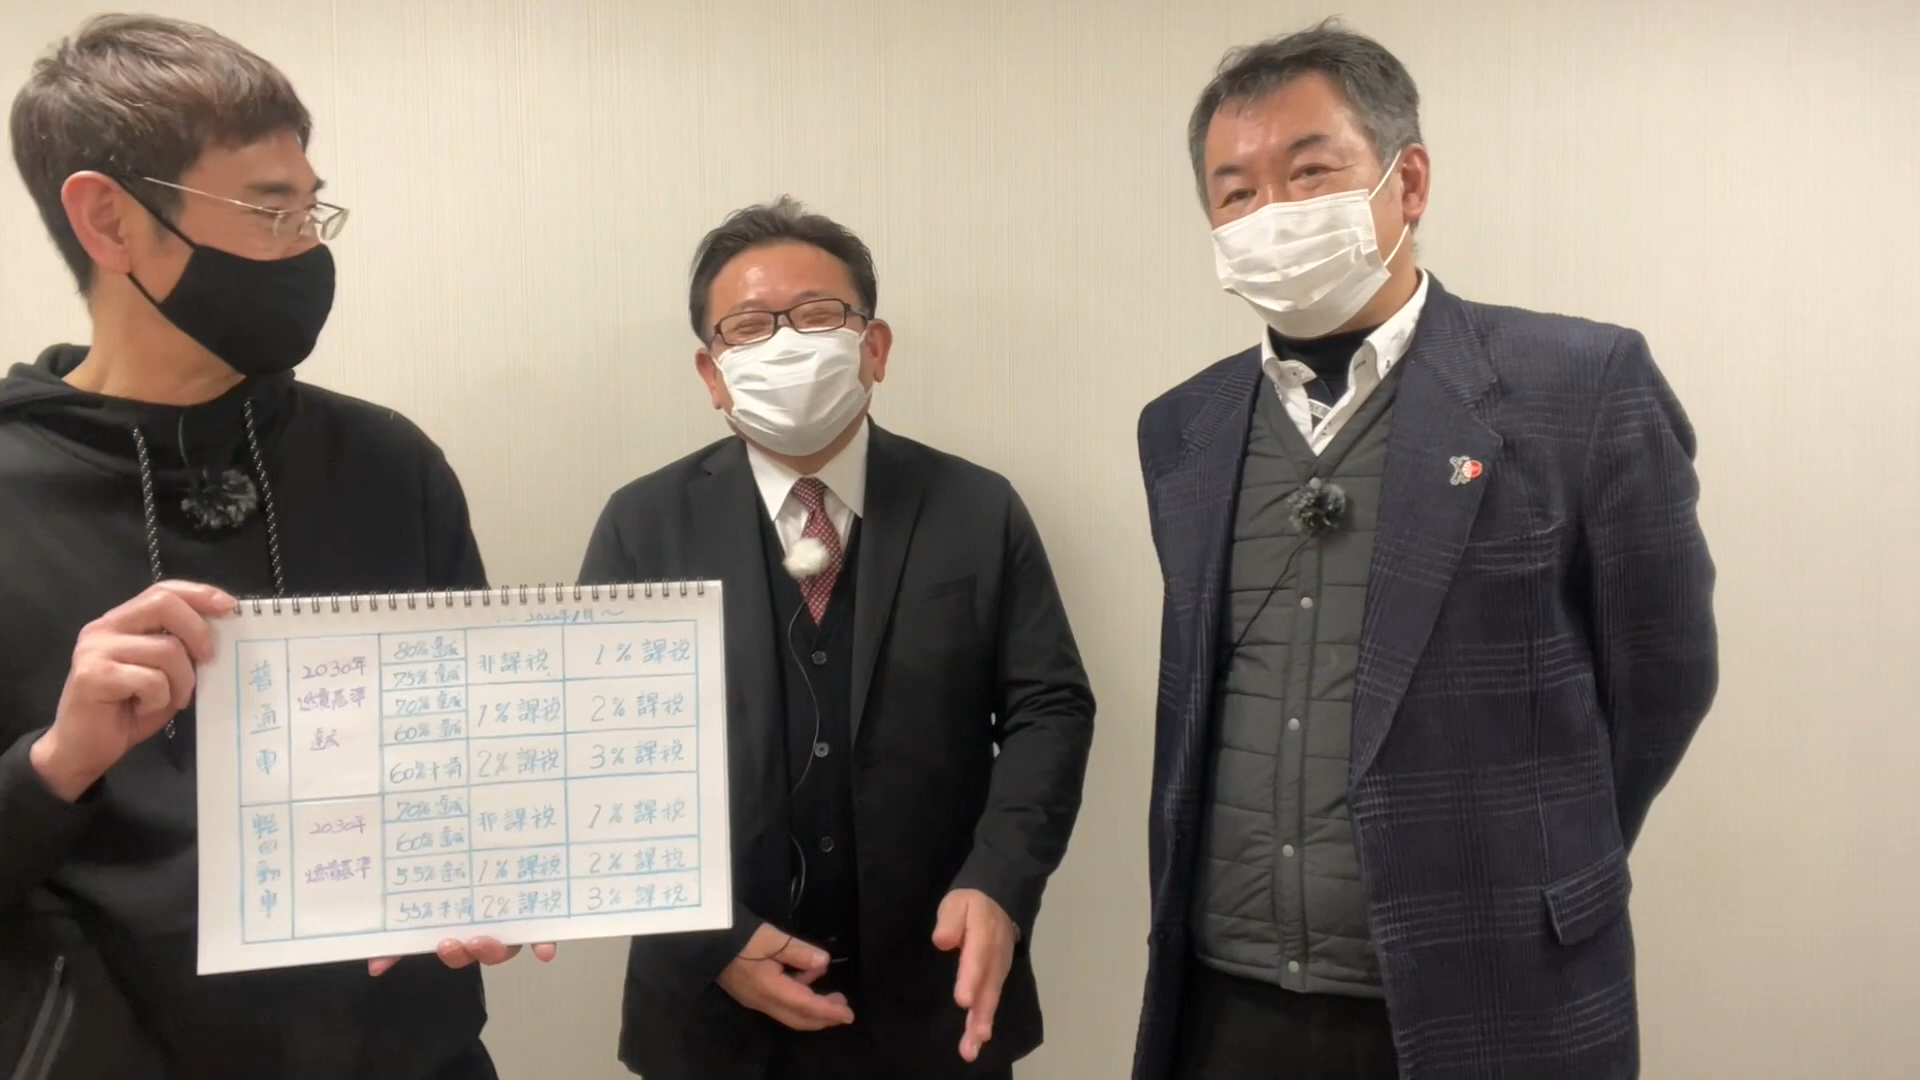 2022年1月〜
普通車 2030年 燃費基準 達成
80%達成 非課税 1%課税
75%達成
70%達成 1%課税 2%課税
60%達成
60%未満 2%課税 3%課税
軽自動車 2030年 燃費基準
70%達成 非課税 1%課税
60%達成
55%達成 1%課税 2%課税
55%未満 2%課税 3%課税